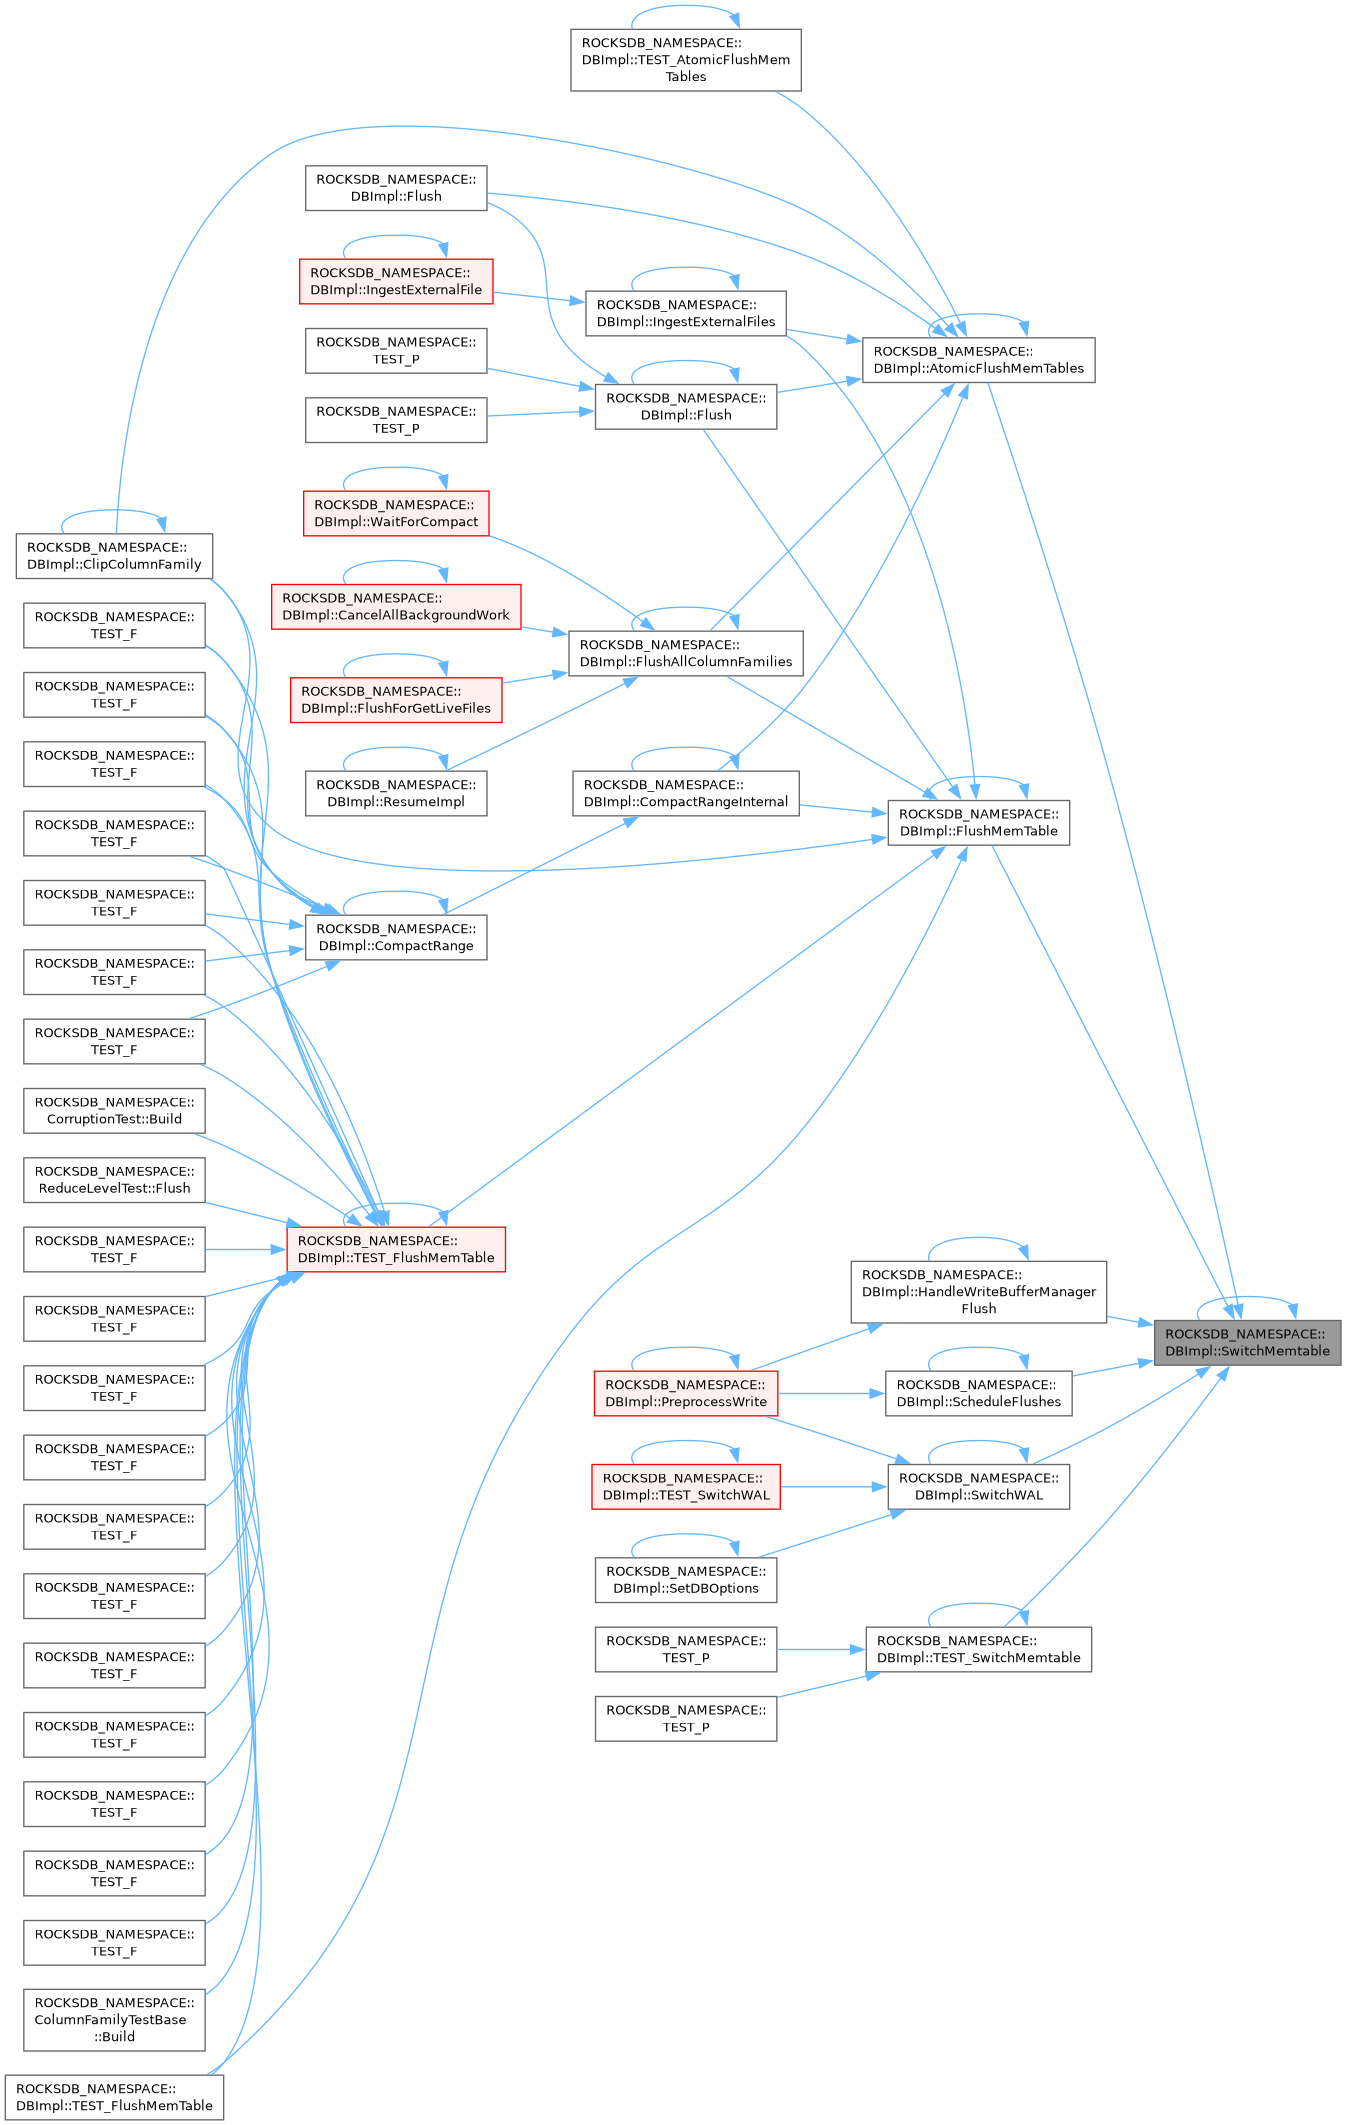 ROCKSDB_NAMESPACE::
DBImpl::TEST_AtomicFlushMem
Tables
ROCKSDB_NAMESPACE::
DBImpl::Flush
ROCKSDB_NAMESPACE::
DBImpl::IngestExternalFile
ROCKSDB_NAMESPACE::
DBImpl::IngestExternalFiles
ROCKSDB_NAMESPACE::
TEST_P
ROCKSDB_NAMESPACE::
DBImpl::AtomicFlushMemTables
ROCKSDB_NAMESPACE::
DBImpl::Flush
ROCKSDB_NAMESPACE::
TEST_P
ROCKSDB_NAMESPACE::
DBImpl::WaitForCompact
ROCKSDB_NAMESPACE::
DBImpl::ClipColumnFamily
ROCKSDB_NAMESPACE::
DBImpl::CancelAllBackgroundWork
ROCKSDB_NAMESPACE::
TEST_F
ROCKSDB_NAMESPACE::
DBImpl::FlushAllColumnFamilies
ROCKSDB_NAMESPACE::
TEST_F
ROCKSDB_NAMESPACE::
DBImpl::FlushForGetLiveFiles
ROCKSDB_NAMESPACE::
TEST_F
ROCKSDB_NAMESPACE::
DBImpl::ResumeImpl
ROCKSDB_NAMESPACE::
DBImpl::CompactRangeInternal
ROCKSDB_NAMESPACE::
DBImpl::FlushMemTable
ROCKSDB_NAMESPACE::
TEST_F
ROCKSDB_NAMESPACE::
TEST_F
ROCKSDB_NAMESPACE::
DBImpl::CompactRange
ROCKSDB_NAMESPACE::
TEST_F
ROCKSDB_NAMESPACE::
TEST_F
ROCKSDB_NAMESPACE::
CorruptionTest::Build
ROCKSDB_NAMESPACE::
ReduceLevelTest::Flush
ROCKSDB_NAMESPACE::
TEST_F
ROCKSDB_NAMESPACE::
DBImpl::TEST_FlushMemTable
ROCKSDB_NAMESPACE::
DBImpl::HandleWriteBufferManager
Flush
ROCKSDB_NAMESPACE::
TEST_F
ROCKSDB_NAMESPACE::
DBImpl::SwitchMemtable
ROCKSDB_NAMESPACE::
TEST_F
ROCKSDB_NAMESPACE::
DBImpl::PreprocessWrite
ROCKSDB_NAMESPACE::
DBImpl::ScheduleFlushes
ROCKSDB_NAMESPACE::
TEST_F
ROCKSDB_NAMESPACE::
DBImpl::TEST_SwitchWAL
ROCKSDB_NAMESPACE::
DBImpl::SwitchWAL
ROCKSDB_NAMESPACE::
TEST_F
ROCKSDB_NAMESPACE::
DBImpl::SetDBOptions
ROCKSDB_NAMESPACE::
TEST_F
ROCKSDB_NAMESPACE::
TEST_P
ROCKSDB_NAMESPACE::
DBImpl::TEST_SwitchMemtable
ROCKSDB_NAMESPACE::
TEST_F
ROCKSDB_NAMESPACE::
TEST_P
ROCKSDB_NAMESPACE::
TEST_F
ROCKSDB_NAMESPACE::
TEST_F
ROCKSDB_NAMESPACE::
TEST_F
ROCKSDB_NAMESPACE::
TEST_F
ROCKSDB_NAMESPACE::
ColumnFamilyTestBase
::Build
ROCKSDB_NAMESPACE::
DBImpl::TEST_FlushMemTable